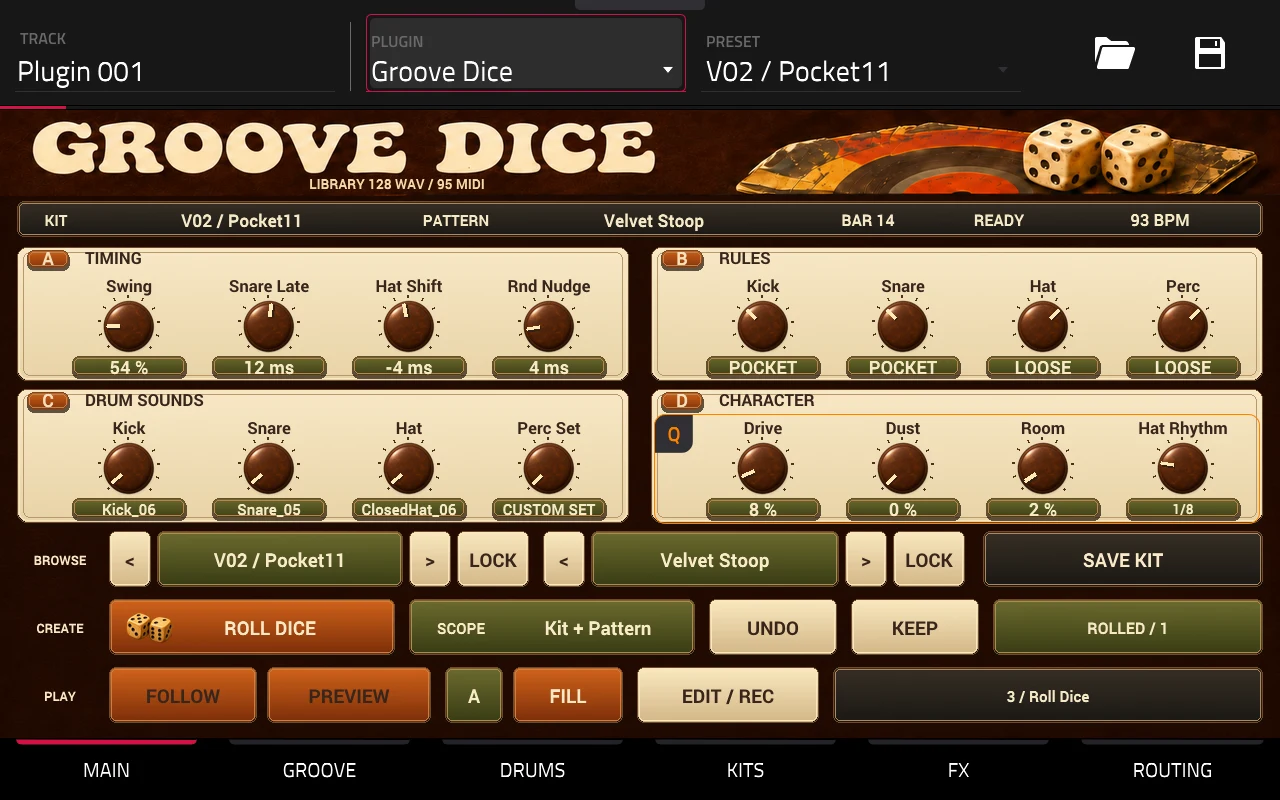 TRACK
Plugin 001
PLUGIN
Groove Dice
PRESET
V02 / Pocket11
GROOVE DICE
LIBRARY 128 WAV / 95 MIDI
KIT V02 / Pocket11 PATTERN Velvet Stoop BAR 14 READY 93 BPM
A TIMING
Swing Snare Late Hat Shift Rnd Nudge
54 % 12 ms -4 ms 4 ms
B RULES
Kick Snare Hat Perc
POCKET POCKET LOOSE LOOSE
C DRUM SOUNDS
Kick Snare Hat Perc Set
Kick_06 Snare_05 ClosedHat_06 CUSTOM SET
D CHARACTER
Q
Drive Dust Room Hat Rhythm
8 % 0 % 2 % 1/8
BROWSE < V02 / Pocket11 > LOCK < Velvet Stoop > LOCK SAVE KIT
CREATE ROLL DICE SCOPE Kit + Pattern UNDO KEEP ROLLED / 1
PLAY FOLLOW PREVIEW A FILL EDIT / REC 3 / Roll Dice
MAIN GROOVE DRUMS KITS FX ROUTING